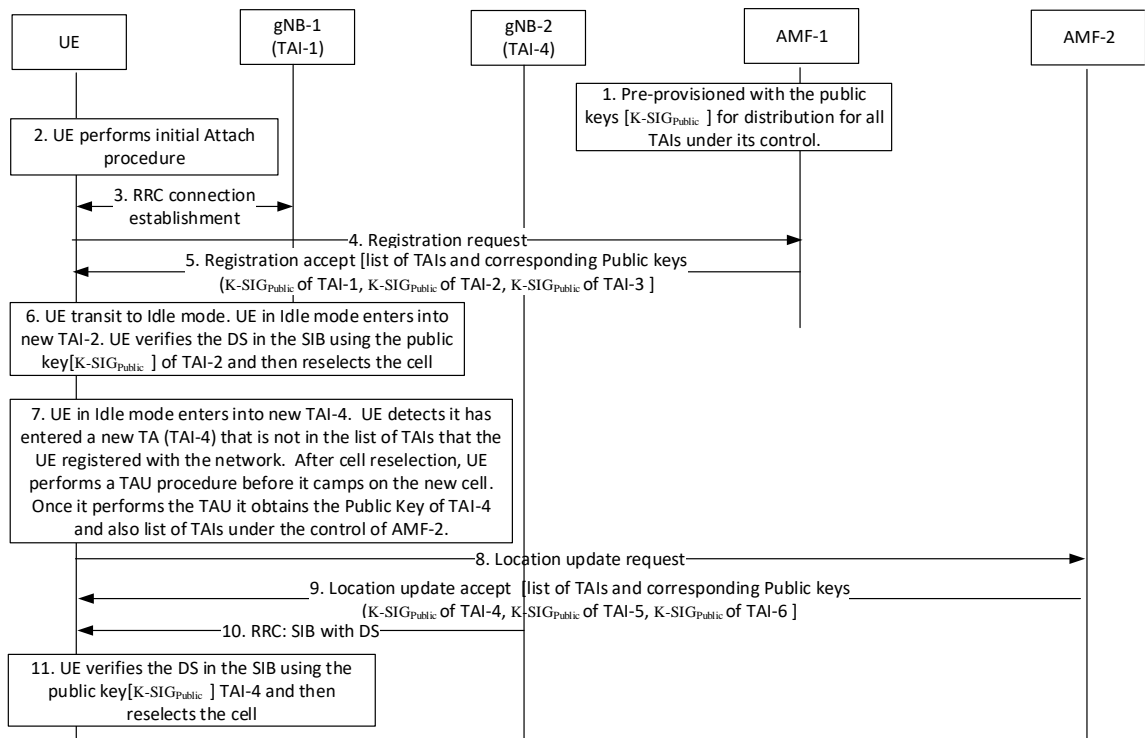 UE
gNB-1
(TAI-1)
gNB-2
(TAI-4)
AMF-1
AMF-2
1. Pre-provisioned with the public
keys [K-SIGPublic ] for distribution for all
TAIs under its control.
2. UE performs initial Attach
procedure
3. RRC connection
establishment
4. Registration request
5. Registration accept [list of TAIs and corresponding Public keys
(K-SIGPublic of TAI-1, K-SIGPublic of TAI-2, K-SIGPublic of TAI-3 ]
6. UE transit to Idle mode. UE in Idle mode enters into
new TAI-2. UE verifies the DS in the SIB using the public
key[K-SIGPublic ] of TAI-2 and then reselects the cell
7. UE in Idle mode enters into new TAI-4. UE detects it has
entered a new TA (TAI-4) that is not in the list of TAIs that the
UE registered with the network. After cell reselection, UE
performs a TAU procedure before it camps on the new cell.
Once it performs the TAU it obtains the Public Key of TAI-4
and also list of TAIs under the control of AMF-2.
8. Location update request
9. Location update accept [list of TAIs and corresponding Public keys
(K-SIGPublic of TAI-4, K-SIGPublic of TAI-5, K-SIGPublic of TAI-6 ]
10. RRC: SIB with DS
11. UE verifies the DS in the SIB using the
public key[K-SIGPublic ] TAI-4 and then
reselects the cell